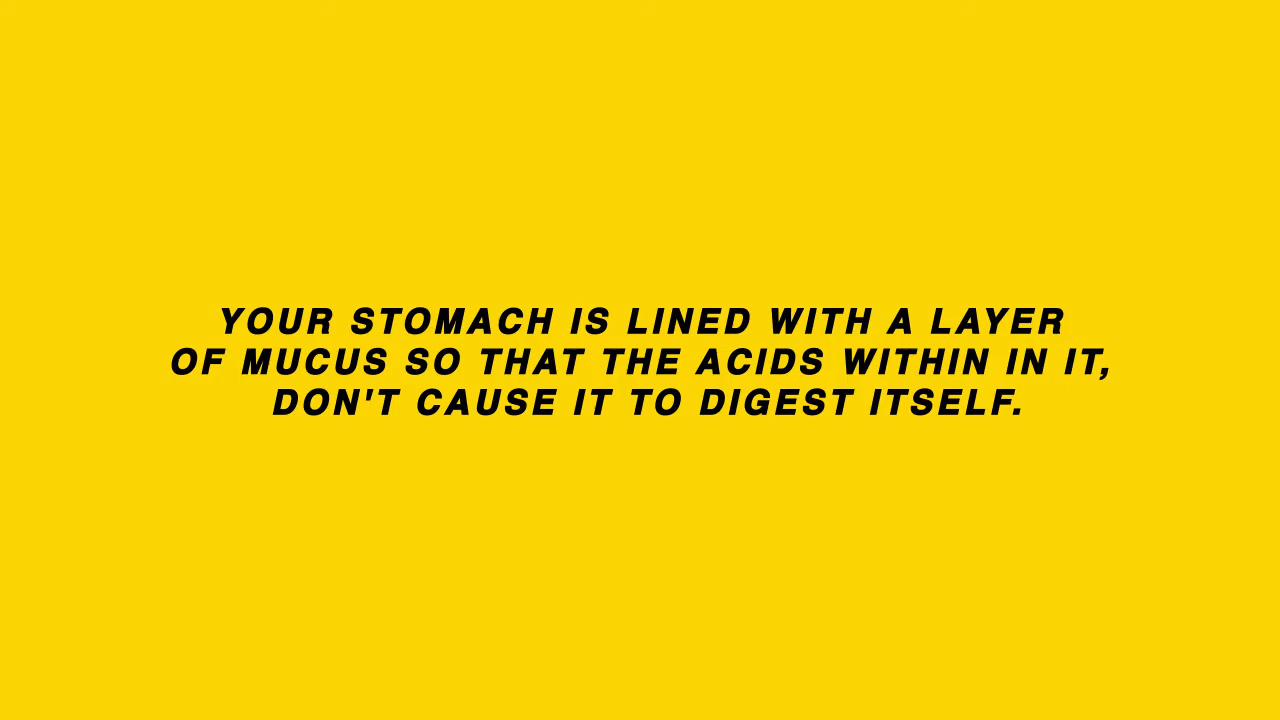 YOUR STOMACH IS LINED WITH A LAYER
OF MUCUS SO THAT THE ACIDS WITHIN IN IT,
DON'T CAUSE IT TO DIGEST ITSELF.